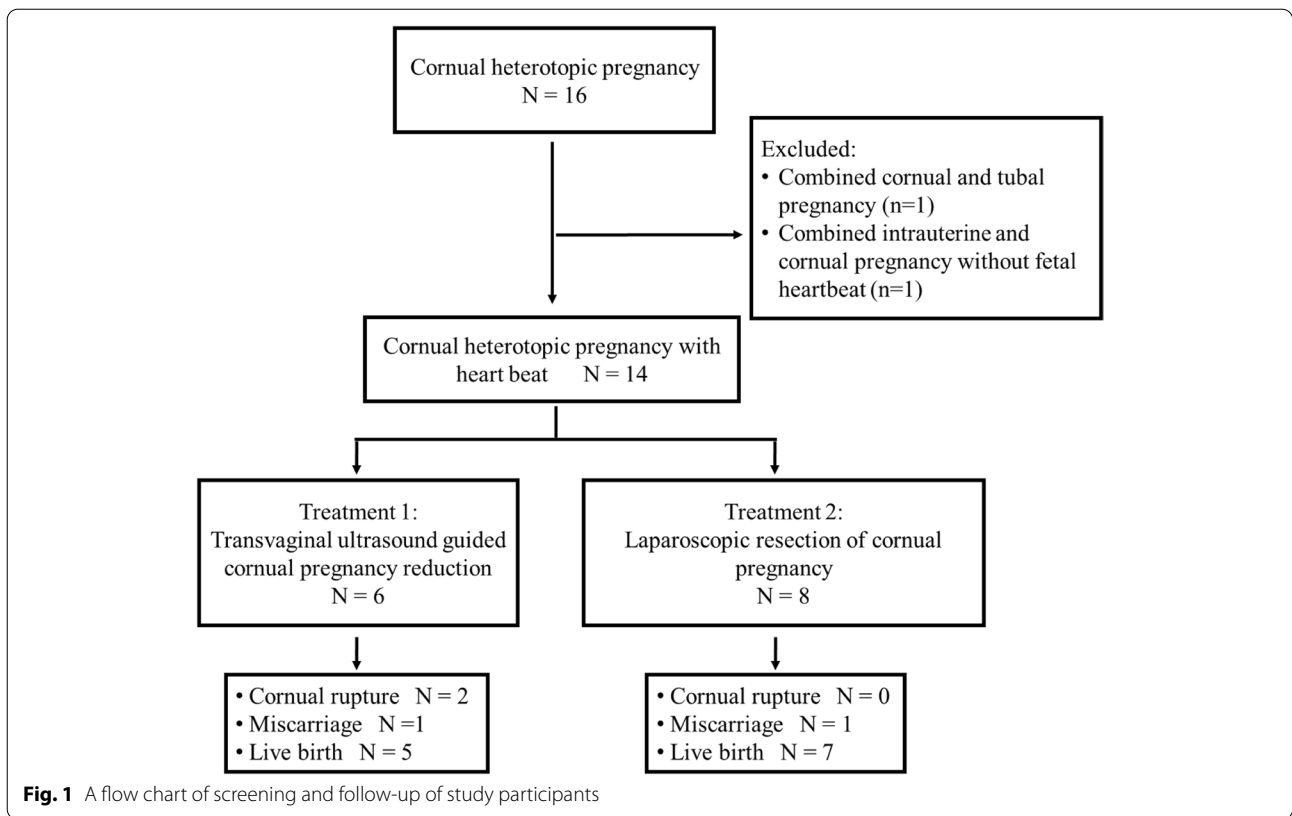 Cornual heterotopic pregnancy
N = 16
Excluded:
• Combined cornual and tubal
pregnancy (n=1)
• Combined intrauterine and
cornual pregnancy without fetal
heartbeat (n=1)
Cornual heterotopic pregnancy with
heart beat N = 14
Treatment 1:
Transvaginal ultrasound guided
cornual pregnancy reduction
N = 6
Treatment 2:
Laparoscopic resection of cornual
pregnancy
N = 8
• Cornual rupture N = 2
• Miscarriage N =1
• Live birth N = 5
• Cornual rupture N = 0
• Miscarriage N = 1
• Live birth N = 7
Fig. 1 A flow chart of screening and follow-up of study participants